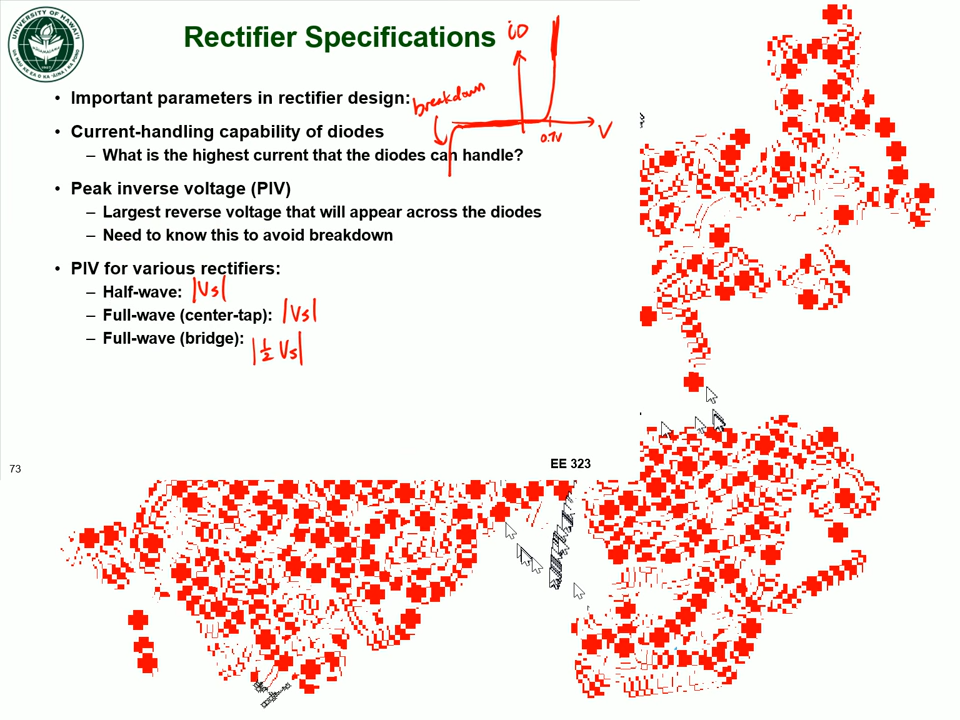 UNIVERSITY OF HAWAI'I
Rectifier Specifications
iD
• Important parameters in rectifier design:
breakdown
• Current-handling capability of diodes
0.7V
V
– What is the highest current that the diodes can handle?
• Peak inverse voltage (PIV)
– Largest reverse voltage that will appear across the diodes
– Need to know this to avoid breakdown
• PIV for various rectifiers:
– Half-wave: |Vs|
– Full-wave (center-tap): |Vs|
– Full-wave (bridge): |½ Vs|
EE 323
73